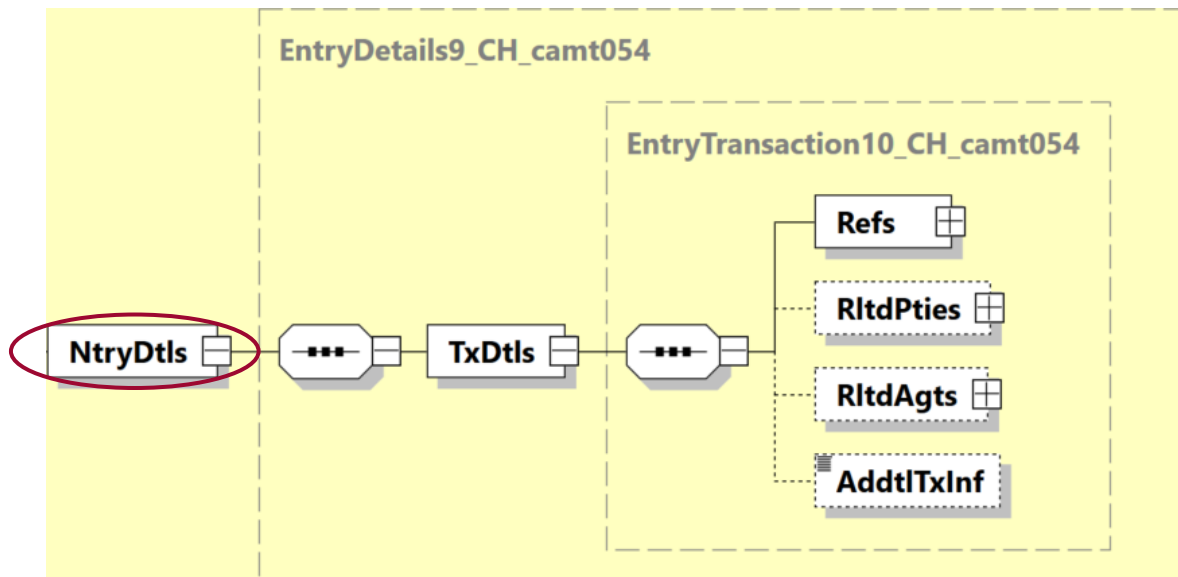 EntryDetails9_CH_camt054
EntryTransaction10_CH_camt054
Refs
RltdPties
NtryDtls
TxDtls
RltdAgts
AddtlTxInf